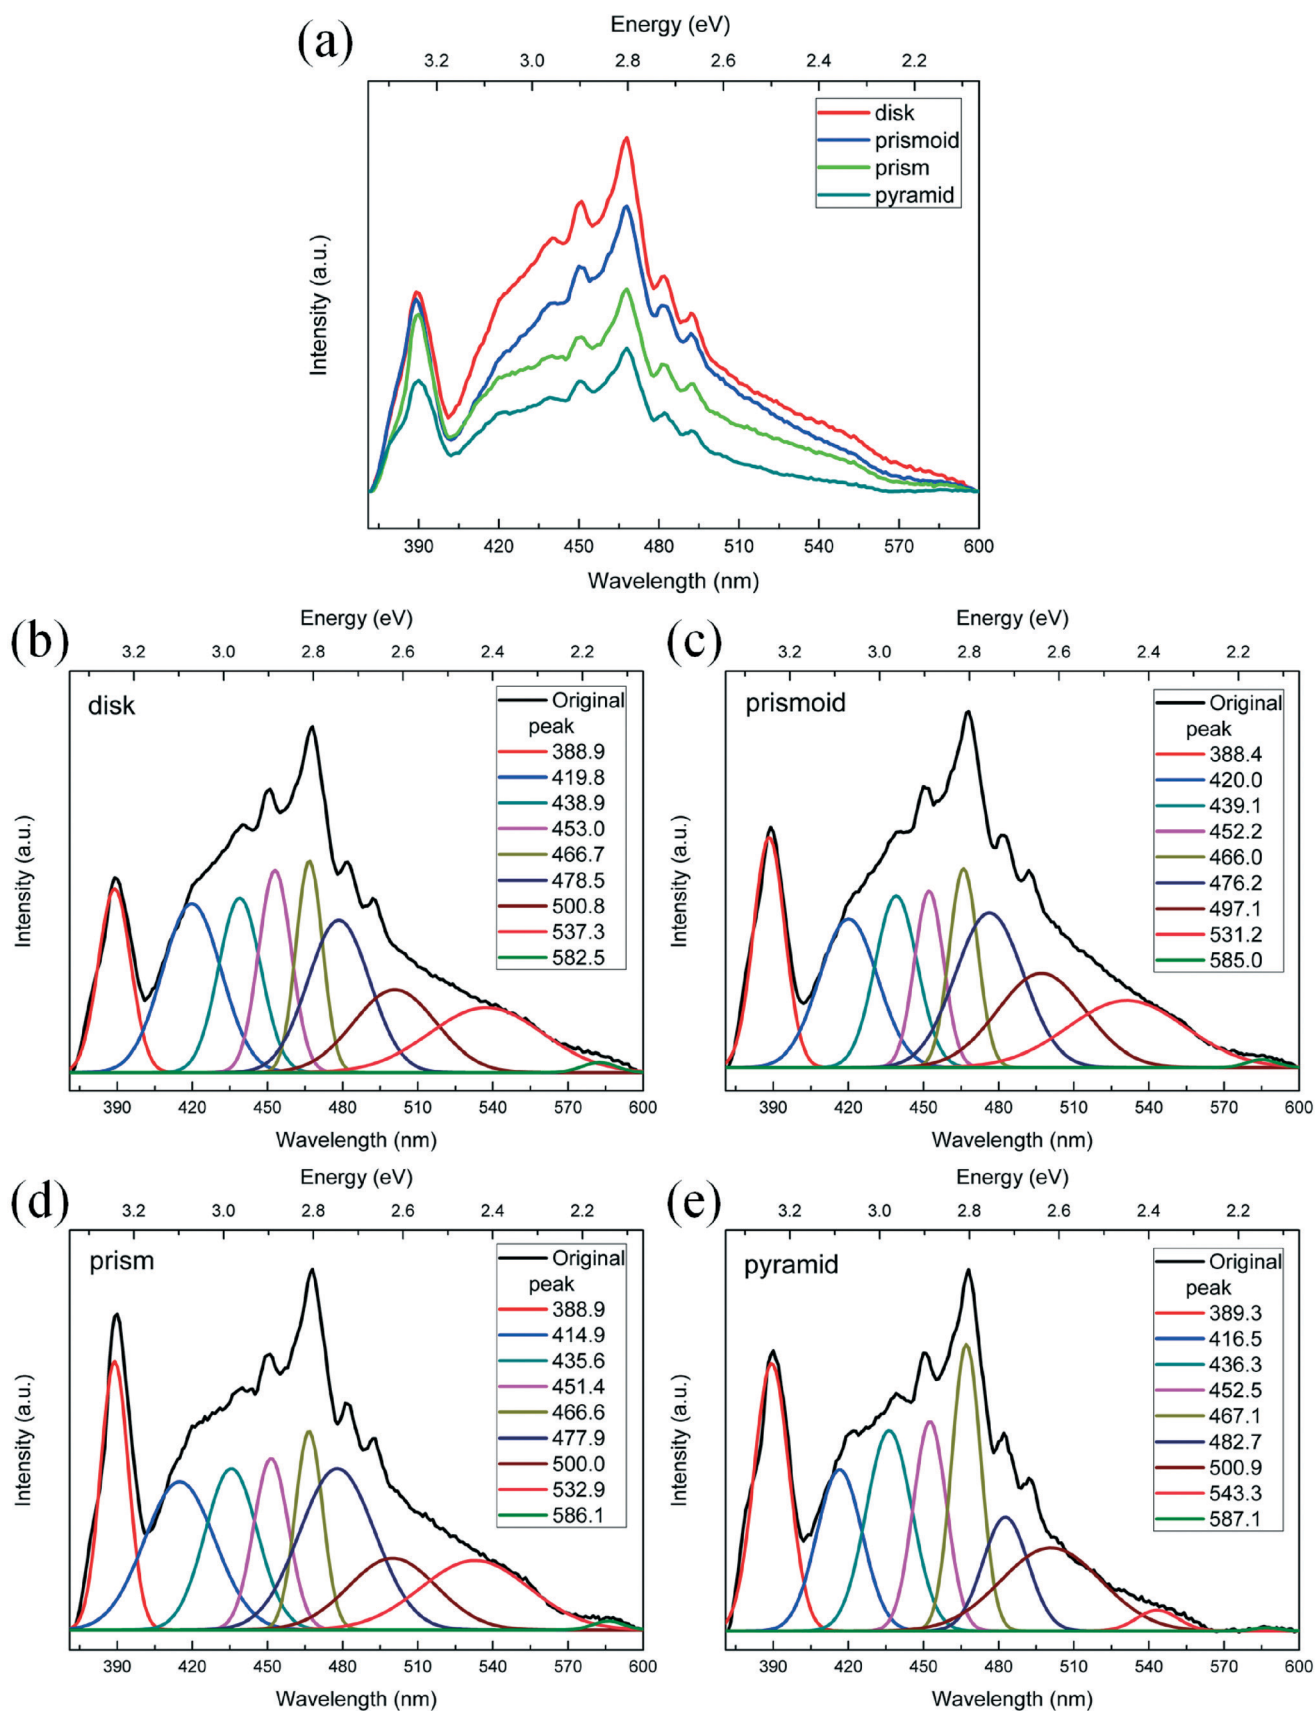 (a)
Energy (eV)
3.2 3.0 2.8 2.6 2.4 2.2
disk
prismoid
prism
pyramid
Intensity (a.u.)
390 420 450 480 510 540 570 600
Wavelength (nm)
(b)
Energy (eV)
3.2 3.0 2.8 2.6 2.4 2.2
disk
Original
peak
388.9
419.8
438.9
453.0
466.7
478.5
500.8
537.3
582.5
Intensity (a.u.)
390 420 450 480 510 540 570 600
Wavelength (nm)
(c)
Energy (eV)
3.2 3.0 2.8 2.6 2.4 2.2
prismoid
Original
peak
388.4
420.0
439.1
452.2
466.0
476.2
497.1
531.2
585.0
Intensity (a.u.)
390 420 450 480 510 540 570 600
Wavelength (nm)
(d)
Energy (eV)
3.2 3.0 2.8 2.6 2.4 2.2
prism
Original
peak
388.9
414.9
435.6
451.4
466.6
477.9
500.0
532.9
586.1
Intensity (a.u.)
390 420 450 480 510 540 570 600
Wavelength (nm)
(e)
Energy (eV)
3.2 3.0 2.8 2.6 2.4 2.2
pyramid
Original
peak
389.3
416.5
436.3
452.5
467.1
482.7
500.9
543.3
587.1
Intensity (a.u.)
390 420 450 480 510 540 570 600
Wavelength (nm)